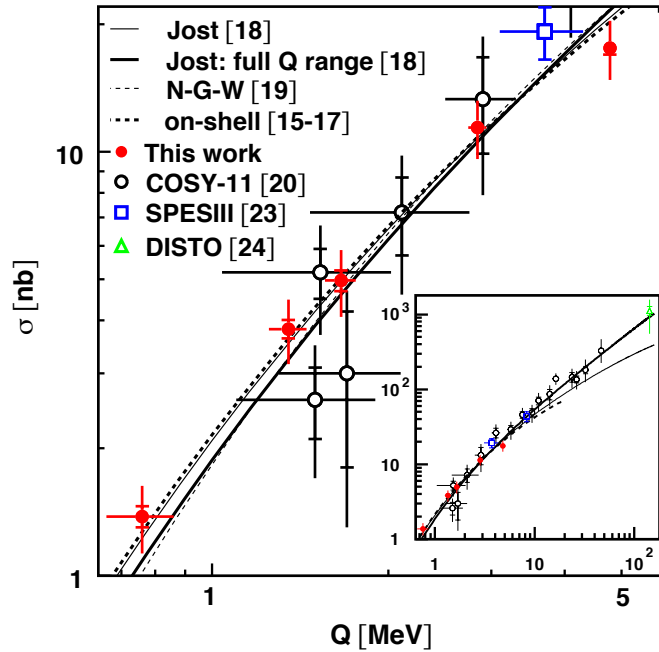 Jost [18]
Jost: full Q range [18]
N-G-W [19]
on-shell [15-17]
This work
COSY-11 [20]
SPESIII [23]
DISTO [24]
σ [nb]
10
1
1
5
Q [MeV]
10³
10²
10
1
1
10
10²